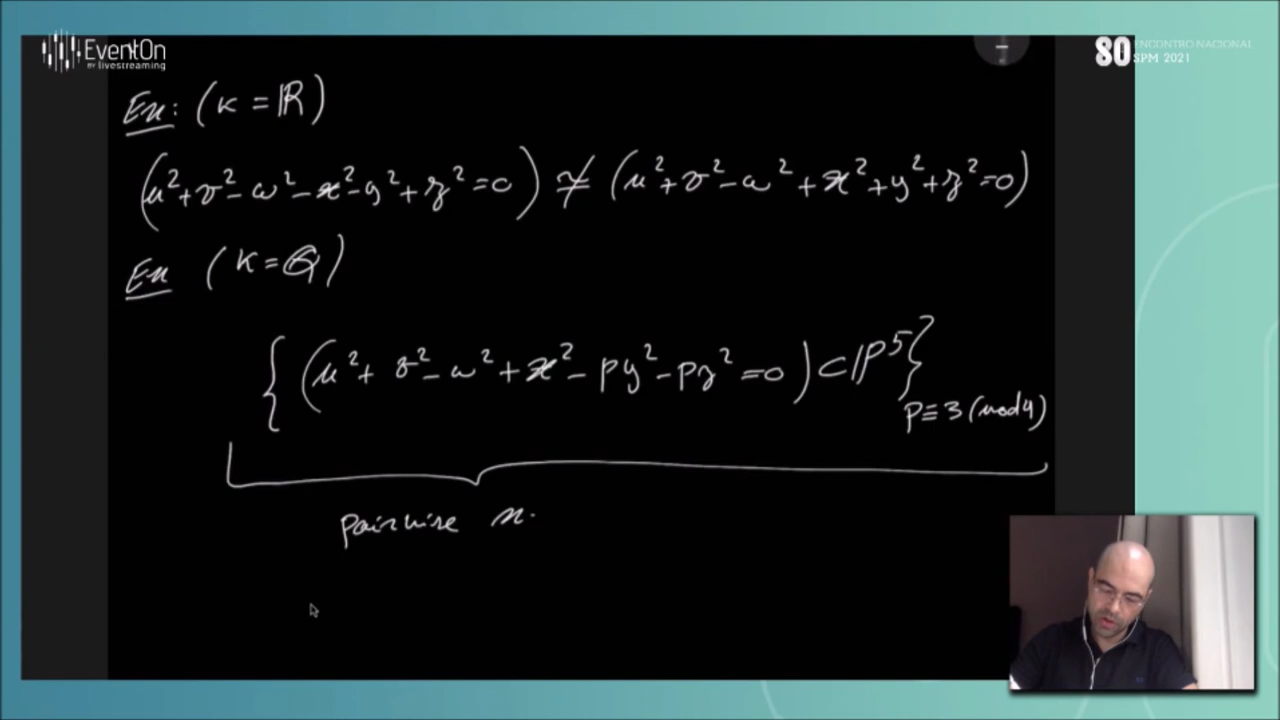 EventOn
BY livestreaming
80 ENCONTRO NACIONAL
SPM 2021
Ex: (K = ℝ)
(u² + v² - w² - x² - y² + z² = 0) ≄ (u² + v² - w² + x² + y² + z² = 0)
Ex (K = ℚ)
{(u² + v² - w² + x² - py² - pz² = 0) ⊂ ℙ⁵}
p ≡ 3 (mod 4)
pairwise n.